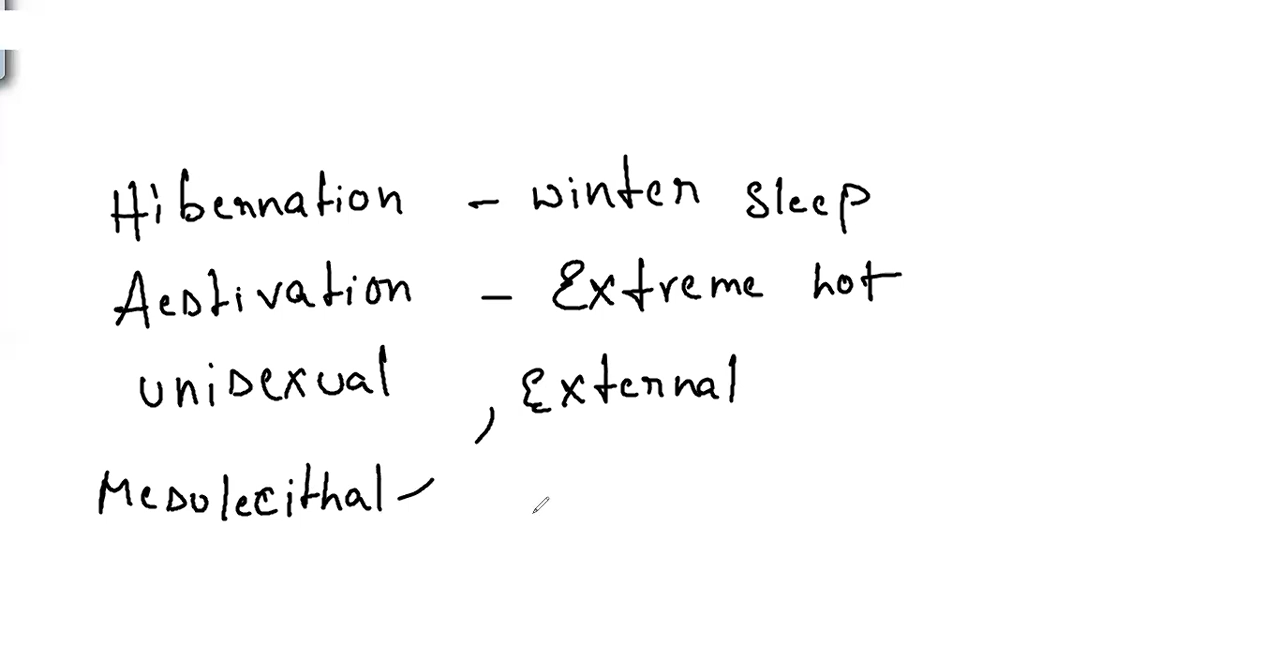 Hibernation - winter sleep
Aestivation - Extreme hot
unisexual , External
Mesolecithal -